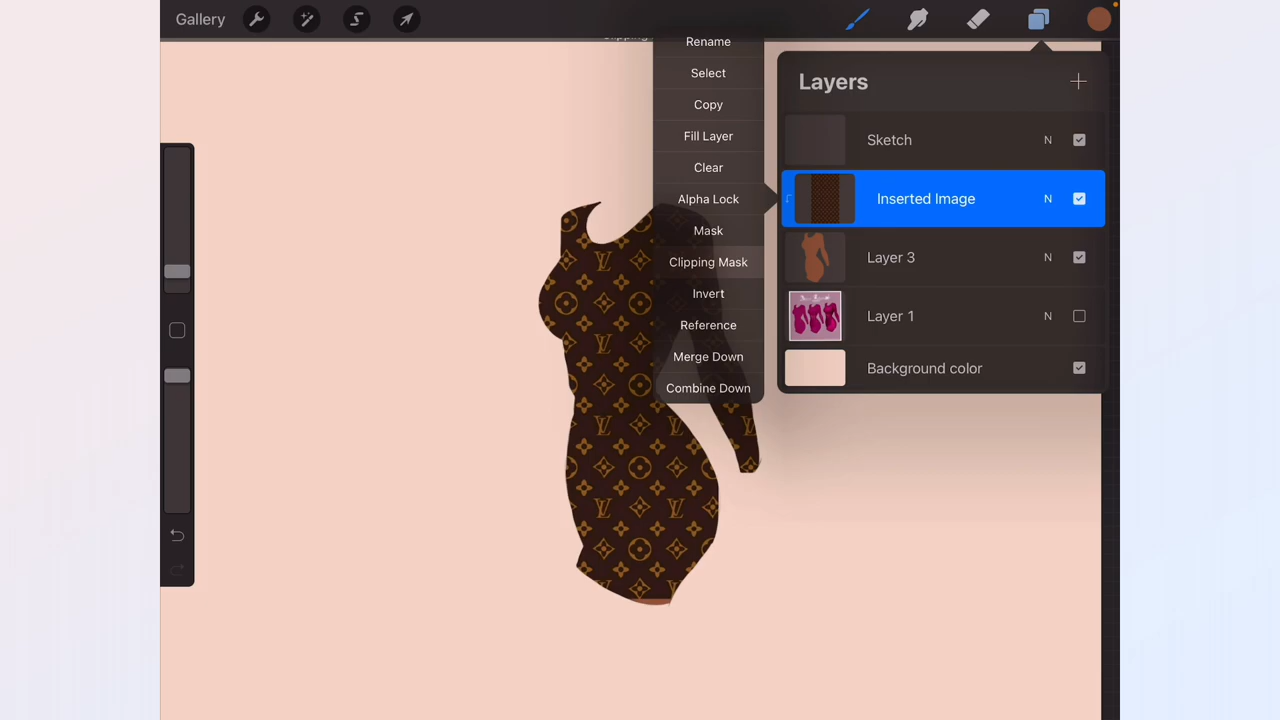 Gallery
Rename
Select
Copy
Fill Layer
Clear
Alpha Lock
Mask
Clipping Mask
Invert
Reference
Merge Down
Combine Down
Layers
Sketch N
Inserted Image N
Layer 3 N
Layer 1 N
Background color